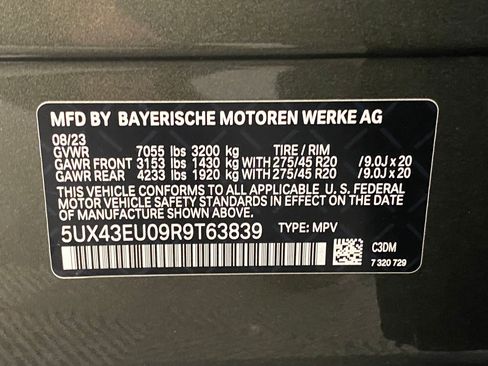 MFD BY BAYERISCHE MOTOREN WERKE AG
08/23
GVWR 7055 lbs 3200 kg TIRE / RIM
GAWR FRONT 3153 lbs 1430 kg WITH 275/45 R20 /9.0J x 20
GAWR REAR 4233 lbs 1920 kg WITH 275/45 R20 /9.0J x 20
THIS VEHICLE CONFORMS TO ALL APPLICABLE U. S. FEDERAL
MOTOR VEHICLE SAFETY STANDARDS IN EFFECT ON THE
DATE OF MANUFACTURE SHOWN ABOVE.
5UX43EU09R9T63839 TYPE: MPV
C3DM
7 320 729